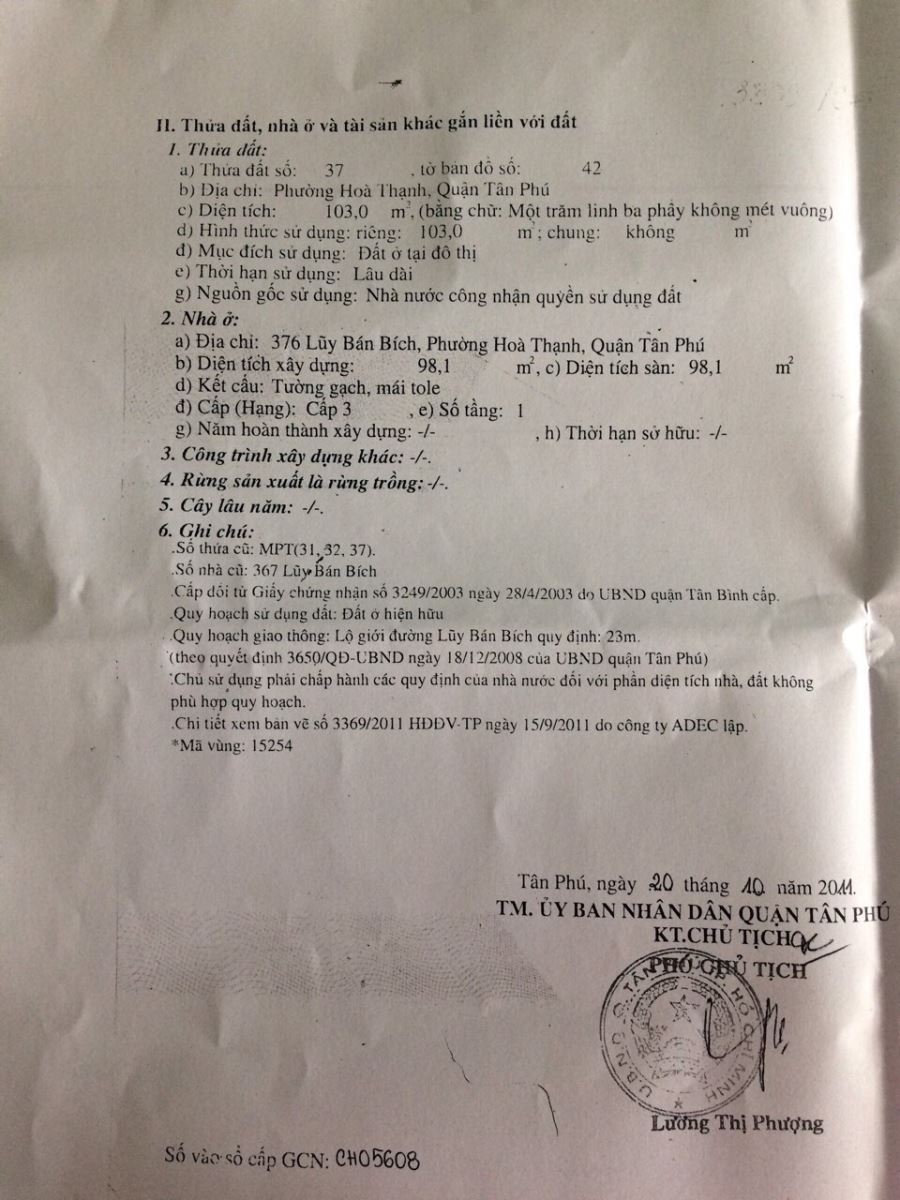 II. Thửa đất, nhà ở và tài sản khác gắn liền với đất
1. Thửa đất:
a) Thửa đất số: 37 , tờ bản đồ số: 42
b) Địa chỉ: Phường Hoà Thạnh, Quận Tân Phú
c) Diện tích: 103,0 m², (bằng chữ: Một trăm linh ba phẩy không mét vuông)
d) Hình thức sử dụng: riêng: 103,0 m²; chung: không m²
đ) Mục đích sử dụng: Đất ở tại đô thị
e) Thời hạn sử dụng: Lâu dài
g) Nguồn gốc sử dụng: Nhà nước công nhận quyền sử dụng đất
2. Nhà ở:
a) Địa chỉ: 376 Lũy Bán Bích, Phường Hoà Thạnh, Quận Tân Phú
b) Diện tích xây dựng: 98,1 m², c) Diện tích sàn: 98,1 m²
d) Kết cấu: Tường gạch, mái tole
đ) Cấp (Hạng): Cấp 3 , e) Số tầng: 1
g) Năm hoàn thành xây dựng: -/- , h) Thời hạn sở hữu: -/-
3. Công trình xây dựng khác: -/-.
4. Rừng sản xuất là rừng trồng: -/-.
5. Cây lâu năm: -/-.
6. Ghi chú:
.Số thửa cũ: MPT(31, 32, 37).
.Số nhà cũ: 367 Lũy Bán Bích
.Cấp đổi từ Giấy chứng nhận số 3249/2003 ngày 28/4/2003 do UBND quận Tân Bình cấp.
.Quy hoạch sử dụng đất: Đất ở hiện hữu
.Quy hoạch giao thông: Lộ giới đường Lũy Bán Bích quy định: 23m.
(theo quyết định 3650/QĐ-UBND ngày 18/12/2008 của UBND quận Tân Phú)
.Chủ sử dụng phải chấp hành các quy định của nhà nước đối với phần diện tích nhà, đất không
phù hợp quy hoạch.
.Chi tiết xem bản vẽ số 3369/2011 HĐĐV-TP ngày 15/9/2011 do công ty ADEC lập.
*Mã vùng: 15254
Tân Phú, ngày 20 tháng 10 năm 2011.
TM. ỦY BAN NHÂN DÂN QUẬN TÂN PHÚ
KT.CHỦ TỊCH
PHÓ CHỦ TỊCH
U.B.N.D Q. TÂN PHÚ HỒ CHÍ MINH
Lương Thị Phượng
Số vào sổ cấp GCN: CH05608